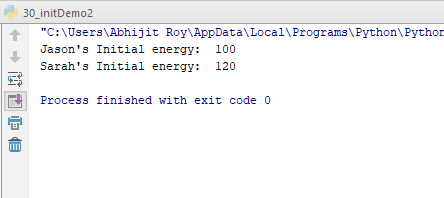 30_initDemo2
"C:\Users\Abhijit Roy\AppData\Local\Programs\Python\Python
Jason's Initial energy:  100
Sarah's Initial energy:  120
Process finished with exit code 0